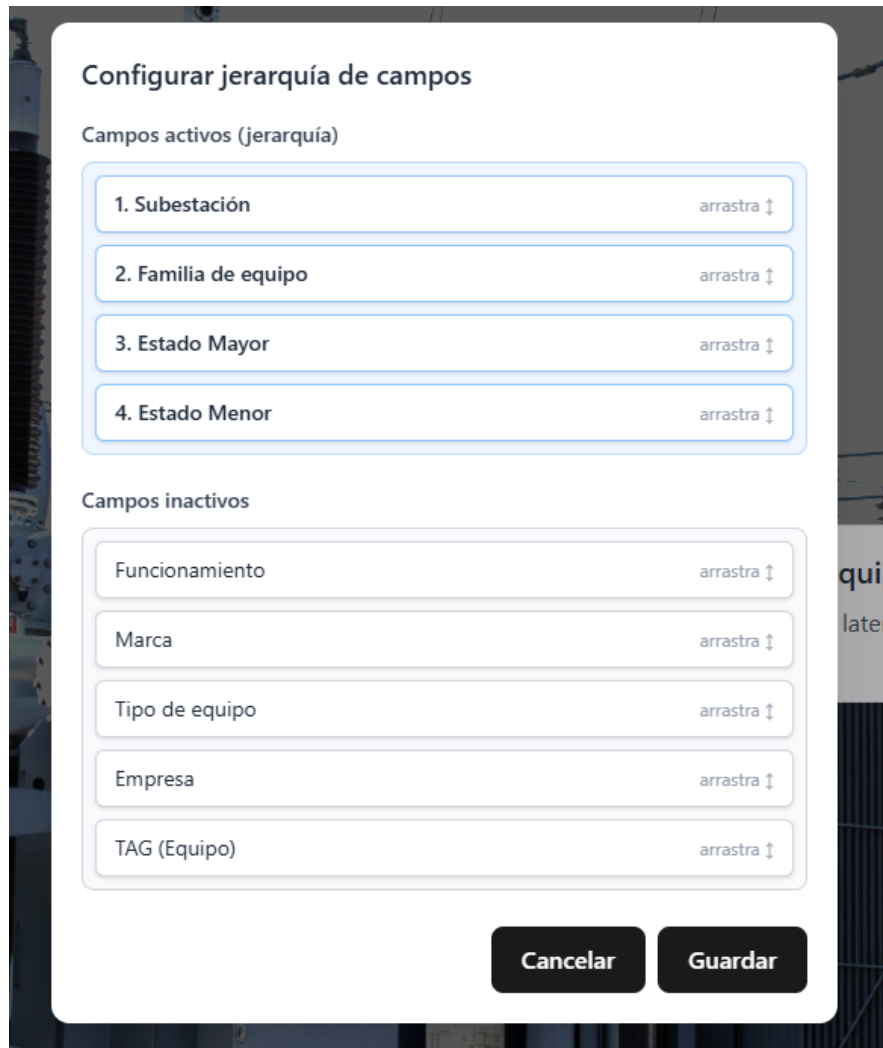 Configurar jerarquía de campos
Campos activos (jerarquía)
1. Subestación arrastra ↕
2. Familia de equipo arrastra ↕
3. Estado Mayor arrastra ↕
4. Estado Menor arrastra ↕
Campos inactivos
Funcionamiento arrastra ↕
Marca arrastra ↕
Tipo de equipo arrastra ↕
Empresa arrastra ↕
TAG (Equipo) arrastra ↕
Cancelar Guardar
qui
late